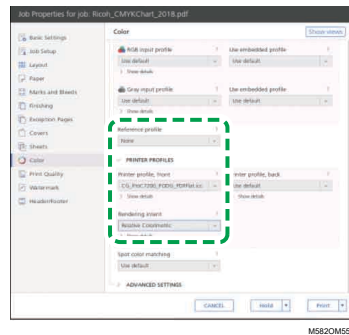 Job Properties for job: Ricoh_CMYKChart_2018.pdf
Color
Show views
Basic Settings
Job Setup
Layout
Paper
Marks and Bleeds
Finishing
Exception Pages
Covers
Sheets
Color
Print Quality
Watermark
Header/Footer
RGB input profile ? Use embedded profile ?
Use default Use default
Show details
Gray input profile ? Use embedded profile ?
Use default Use default
Show details
Reference profile ?
None
PRINTER PROFILES
Printer profile, front ? inter profile, back ?
Use default
Show details Show details
Rendering intent ?
Relative Colorimetric
Spot color matching ?
Use default
ADVANCED SETTINGS
CANCEL Hold Print
M582OM55